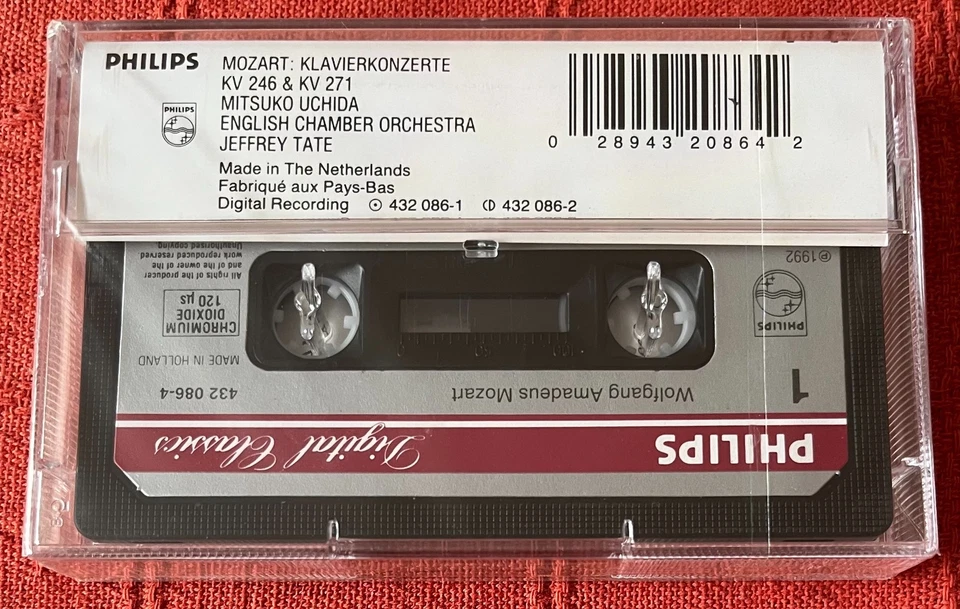 PHILIPS
PHILIPS
MOZART: KLAVIERKONZERTE
KV 246 & KV 271
MITSUKO UCHIDA
ENGLISH CHAMBER ORCHESTRA
JEFFREY TATE
Made in The Netherlands
Fabriqué aux Pays-Bas
Digital Recording 432 086-1 432 086-2
0 28943 20864 2
PHILIPS
Digital Classics
1
Wolfgang Amadeus Mozart
432 086-4
MADE IN HOLLAND
PHILIPS
℗ 1992
CHROMIUM
DIOXIDE
120 µs
100 50 0
All rights of the producer
and of the owner of the
work reproduced reserved
Unauthorised copying